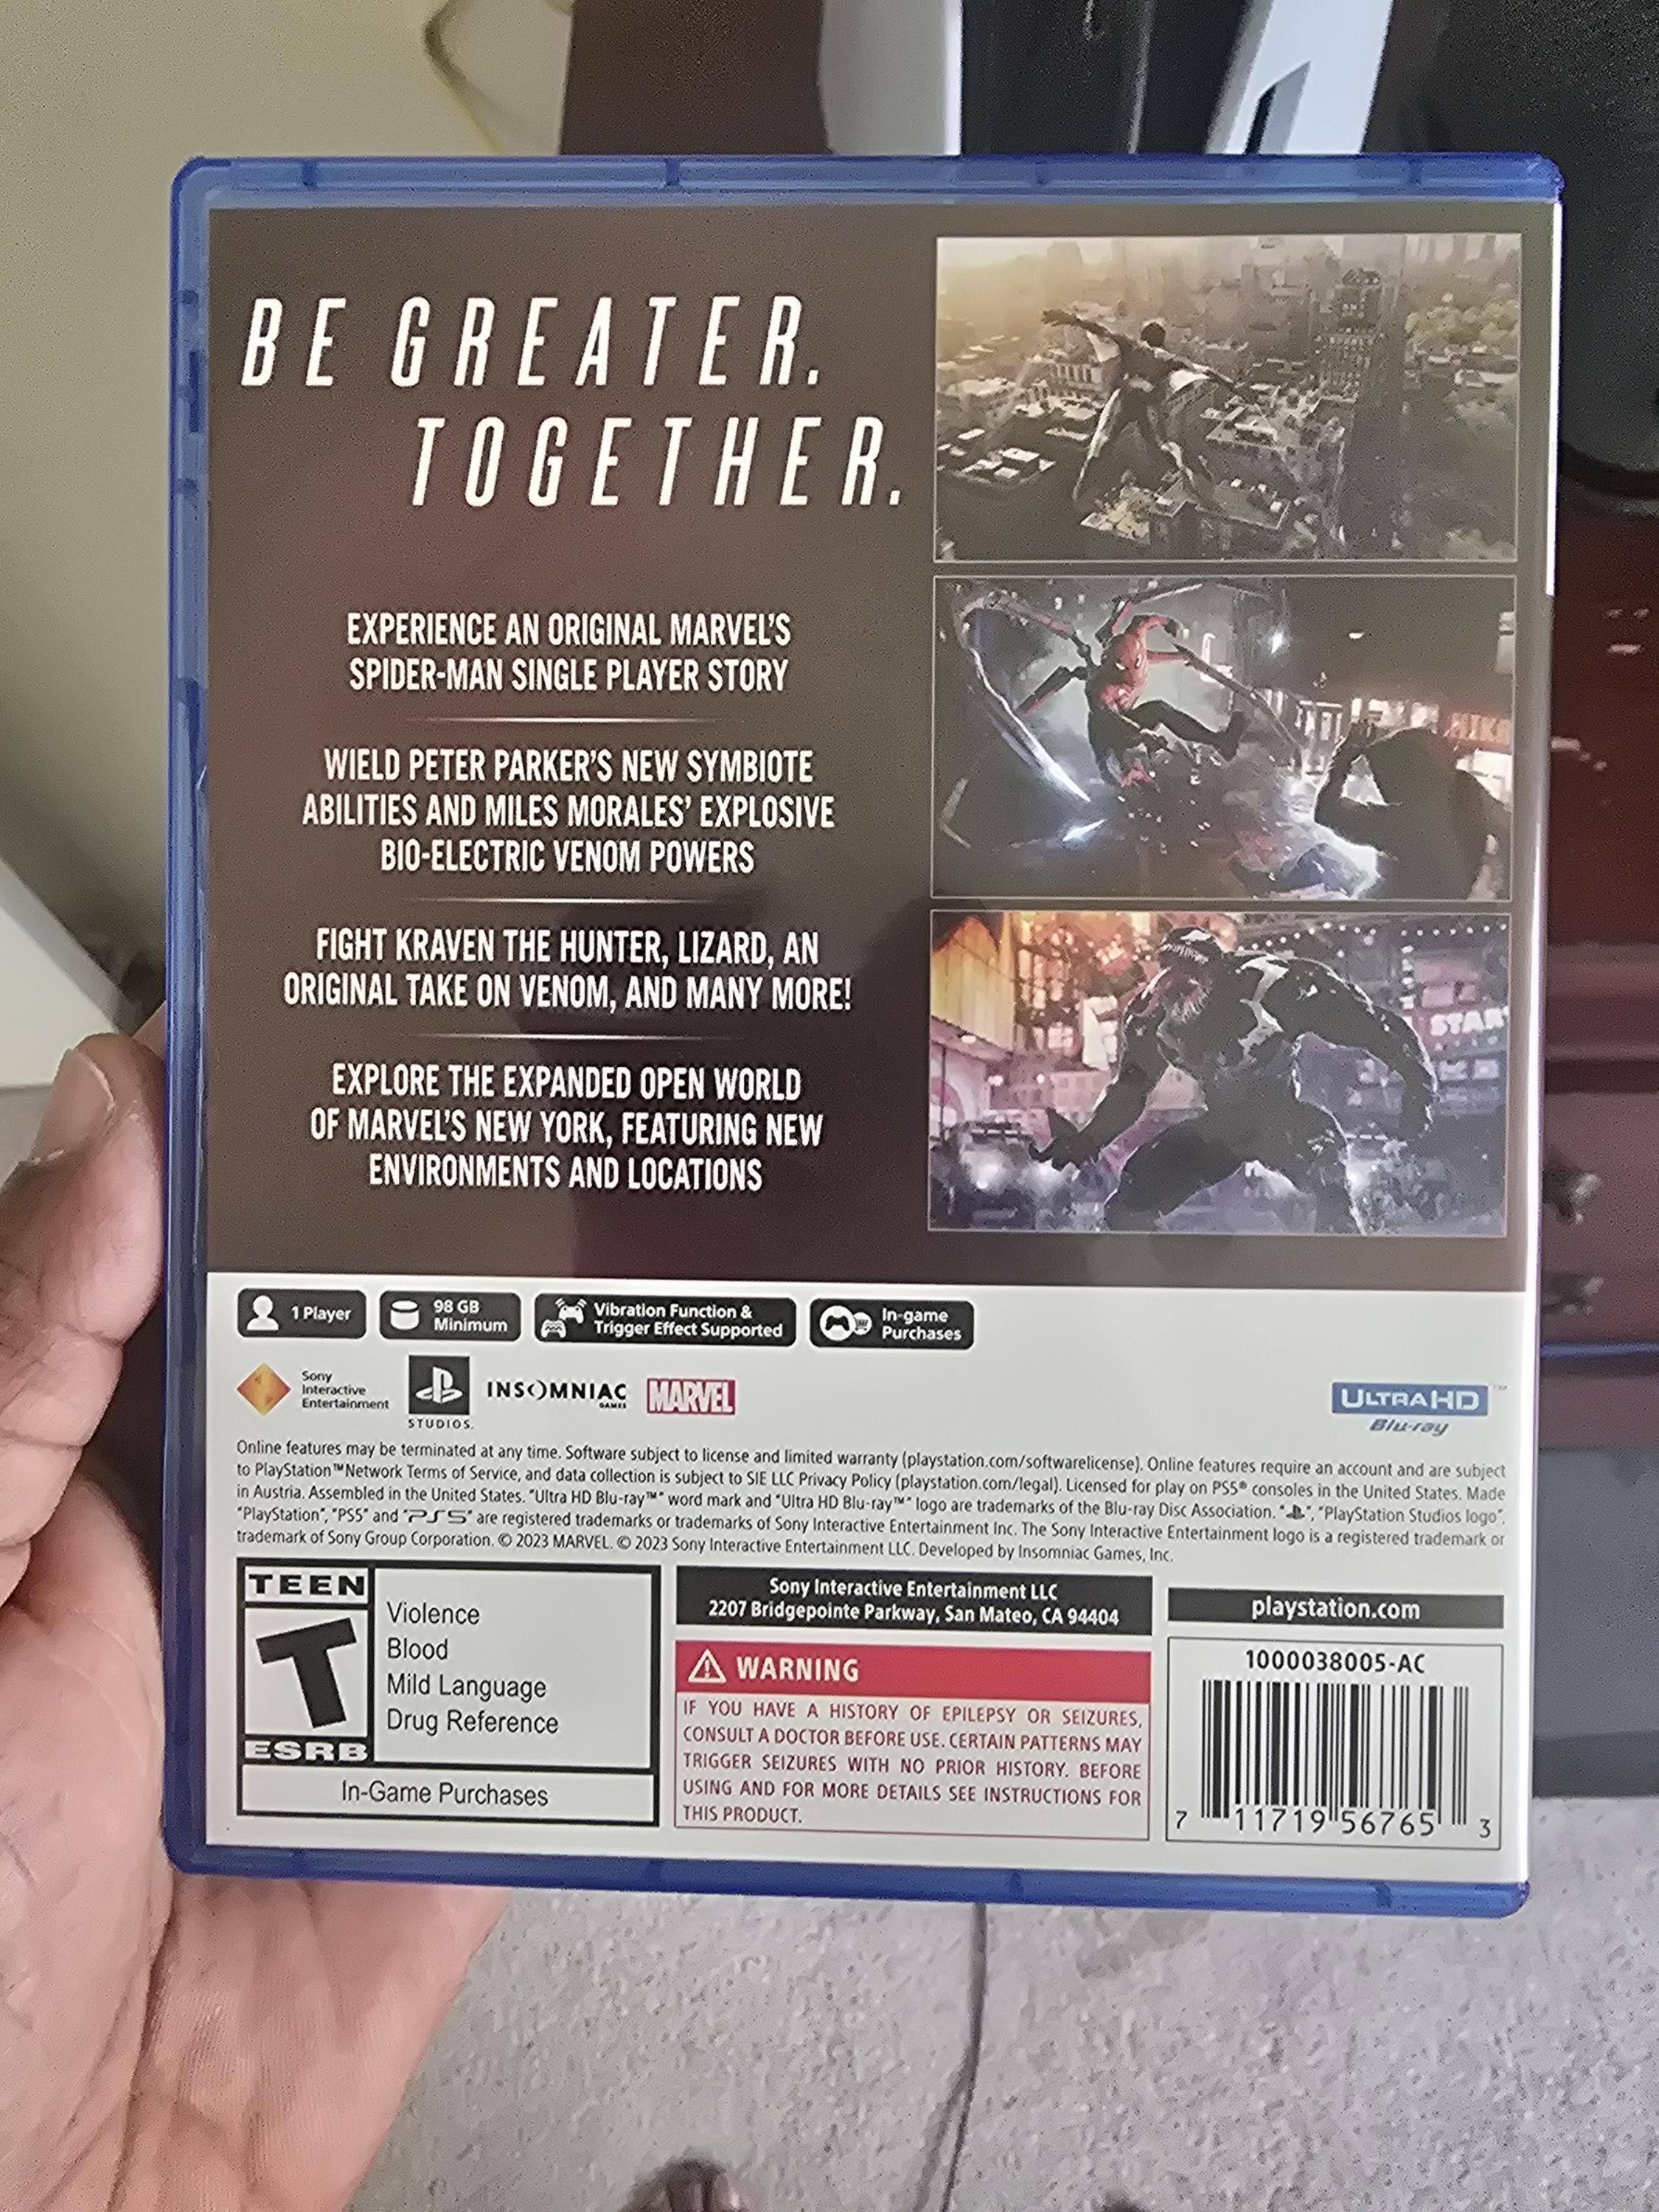 BE GREATER.
TOGETHER.
EXPERIENCE AN ORIGINAL MARVEL'S
SPIDER-MAN SINGLE PLAYER STORY
WIELD PETER PARKER'S NEW SYMBIOTE
ABILITIES AND MILES MORALES' EXPLOSIVE
BIO-ELECTRIC VENOM POWERS
FIGHT KRAVEN THE HUNTER, LIZARD, AN
ORIGINAL TAKE ON VENOM, AND MANY MORE!
EXPLORE THE EXPANDED OPEN WORLD
OF MARVEL'S NEW YORK, FEATURING NEW
ENVIRONMENTS AND LOCATIONS
STAR
1 Player
98 GB
Minimum
Vibration Function &
Trigger Effect Supported
In-game
Purchases
Sony
Interactive
Entertainment
STUDIOS.
INSOMNIAC
GAMES
MARVEL
ULTRA HD ™
Blu-ray
Online features may be terminated at any time. Software subject to license and limited warranty (playstation.com/softwarelicense). Online features require an account and are subject
to PlayStation™Network Terms of Service, and data collection is subject to SIE LLC Privacy Policy (playstation.com/legal). Licensed for play on PS5® consoles in the United States. Made
in Austria. Assembled in the United States. "Ultra HD Blu-ray™" word mark and "Ultra HD Blu-ray™" logo are trademarks of the Blu-ray Disc Association. "", "PlayStation Studios logo",
"PlayStation", "PS5" and "PS5" are registered trademarks or trademarks of Sony Interactive Entertainment Inc. The Sony Interactive Entertainment logo is a registered trademark or
trademark of Sony Group Corporation. © 2023 MARVEL. © 2023 Sony Interactive Entertainment LLC. Developed by Insomniac Games, Inc.
TEEN
T
ESRB
Violence
Blood
Mild Language
Drug Reference
In-Game Purchases
Sony Interactive Entertainment LLC
2207 Bridgepointe Parkway, San Mateo, CA 94404
WARNING
IF YOU HAVE A HISTORY OF EPILEPSY OR SEIZURES,
CONSULT A DOCTOR BEFORE USE. CERTAIN PATTERNS MAY
TRIGGER SEIZURES WITH NO PRIOR HISTORY. BEFORE
USING AND FOR MORE DETAILS SEE INSTRUCTIONS FOR
THIS PRODUCT.
playstation.com
1000038005-AC
7 11719 56765 3